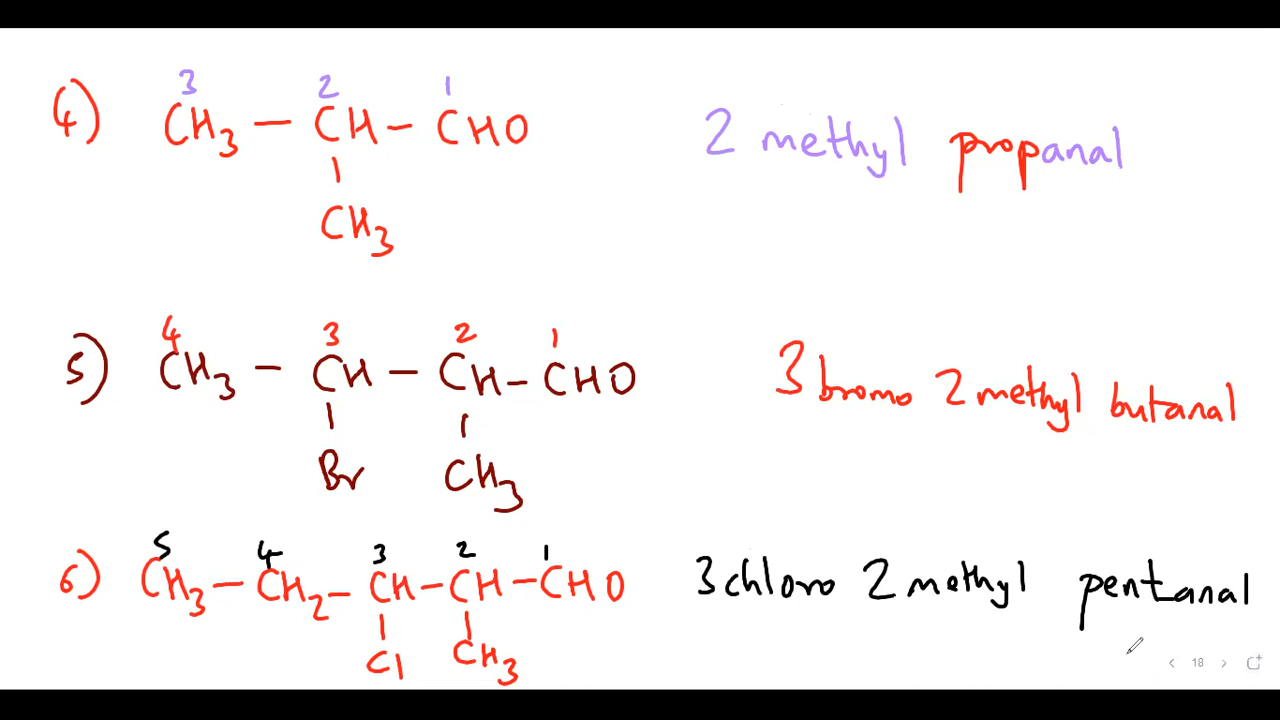 3 2 1
4) CH3 — CH — CHO 2 methyl propanal
CH3
4 3 2 1
5) CH3 — CH — CH — CHO 3 bromo 2 methyl butanal
Br CH3
5 4 3 2 1
6) CH3 — CH2 — CH — CH — CHO 3 chloro 2 methyl pentanal
Cl CH3
< 18 >